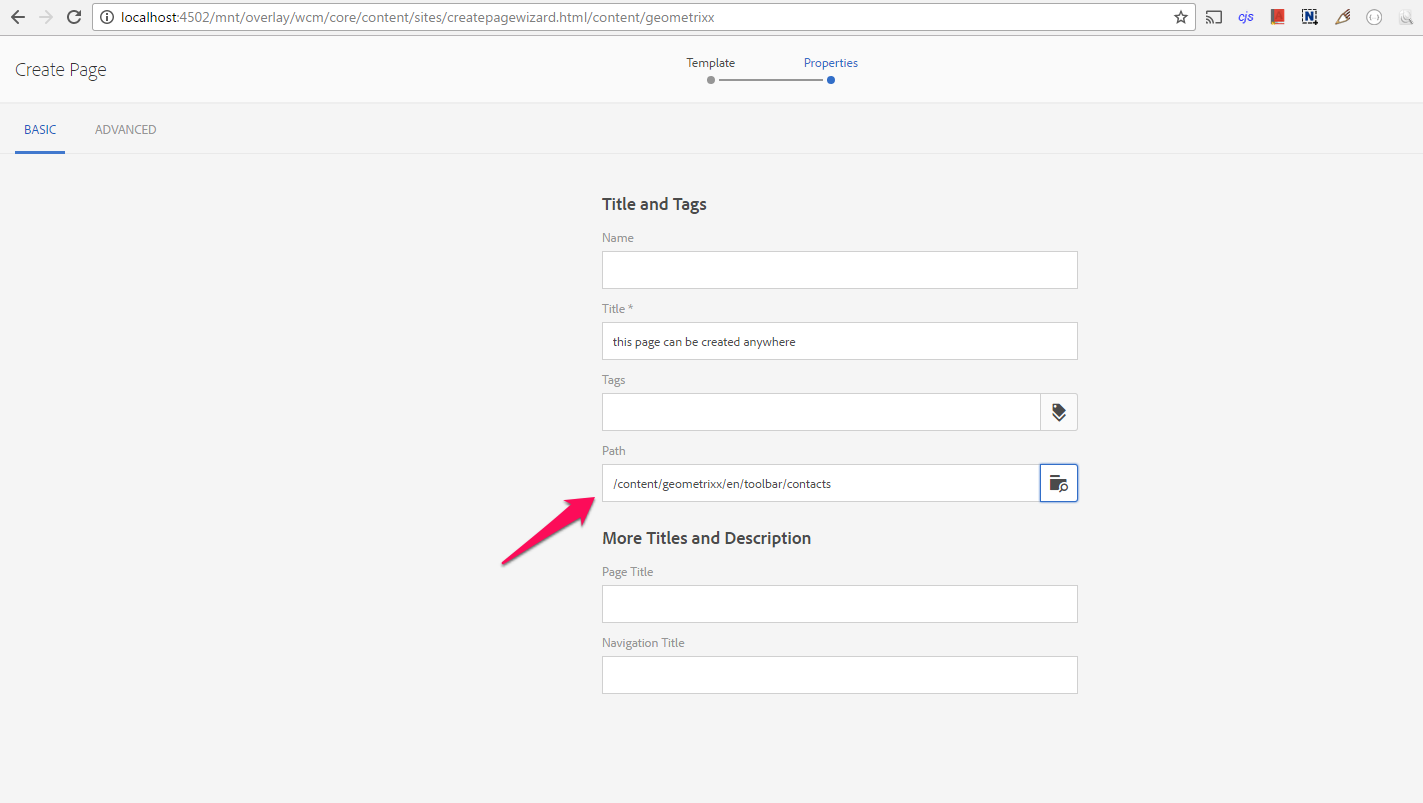 localhost:4502/mnt/overlay/wcm/core/content/sites/createpagewizard.html/content/geometrixx
cjs
N
Create Page
Template Properties
BASIC ADVANCED
Title and Tags
Name
Title *
this page can be created anywhere
Tags
Path
/content/geometrixx/en/toolbar/contacts
More Titles and Description
Page Title
Navigation Title